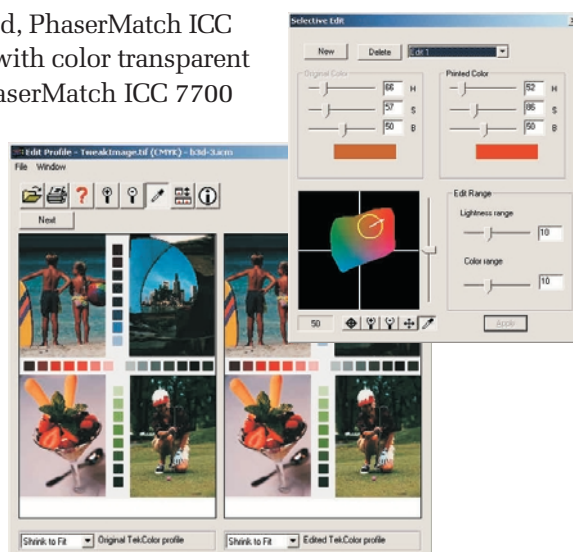 d, PhaserMatch ICC
with color transparent
aserMatch ICC 7700
Selective Edit
New Delete Edit 1
Original Color Printed Color
66 H 52 H
57 S 86 S
50 B 50 B
Edit Range
Lightness range
10
Color range
10
50 Apply
Edit Profile - TweakImage.tif (CMYK) - b3d-3.icm
File Window
Next
Shrink to Fit Original TekColor profile Shrink to Fit Edited TekColor profile